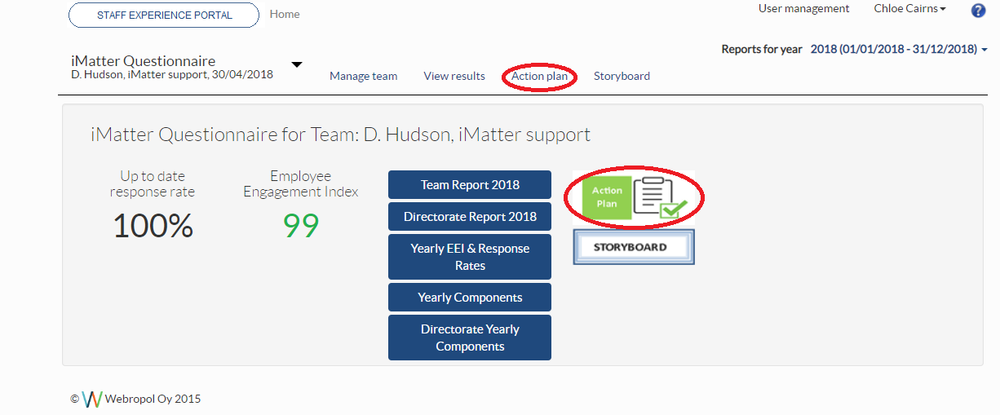 STAFF EXPERIENCE PORTAL Home User management Chloe Cairns ?
Reports for year 2018 (01/01/2018 - 31/12/2018)
iMatter Questionnaire
D. Hudson, iMatter support, 30/04/2018
Manage team View results Action plan Storyboard
iMatter Questionnaire for Team: D. Hudson, iMatter support
Up to date
response rate
100%
Employee
Engagement Index
99
Team Report 2018
Directorate Report 2018
Yearly EEI & Response
Rates
Yearly Components
Directorate Yearly
Components
Action
Plan
STORYBOARD
© Webropol Oy 2015